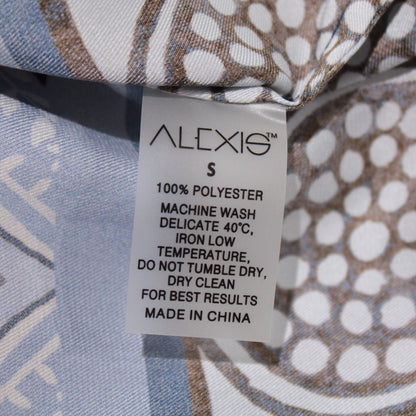 ALEXIS™
S
100% POLYESTER
MACHINE WASH
DELICATE 40°C,
IRON LOW
TEMPERATURE,
DO NOT TUMBLE DRY,
DRY CLEAN
FOR BEST RESULTS
MADE IN CHINA